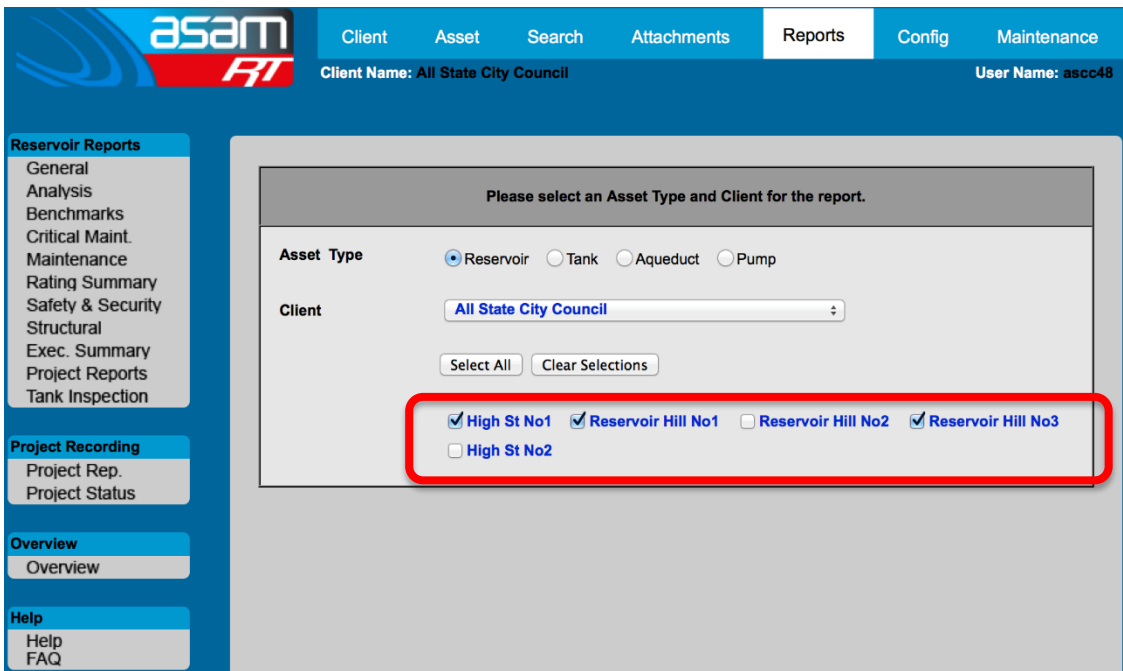 asam RT
Client Asset Search Attachments Reports Config Maintenance
Client Name: All State City Council User Name: ascc48
Reservoir Reports
General
Analysis
Benchmarks
Critical Maint.
Maintenance
Rating Summary
Safety & Security
Structural
Exec. Summary
Project Reports
Tank Inspection
Project Recording
Project Rep.
Project Status
Overview
Overview
Help
Help
FAQ
Please select an Asset Type and Client for the report.
Asset Type Reservoir Tank Aqueduct Pump
Client All State City Council
Select All Clear Selections
High St No1 Reservoir Hill No1 Reservoir Hill No2 Reservoir Hill No3
High St No2